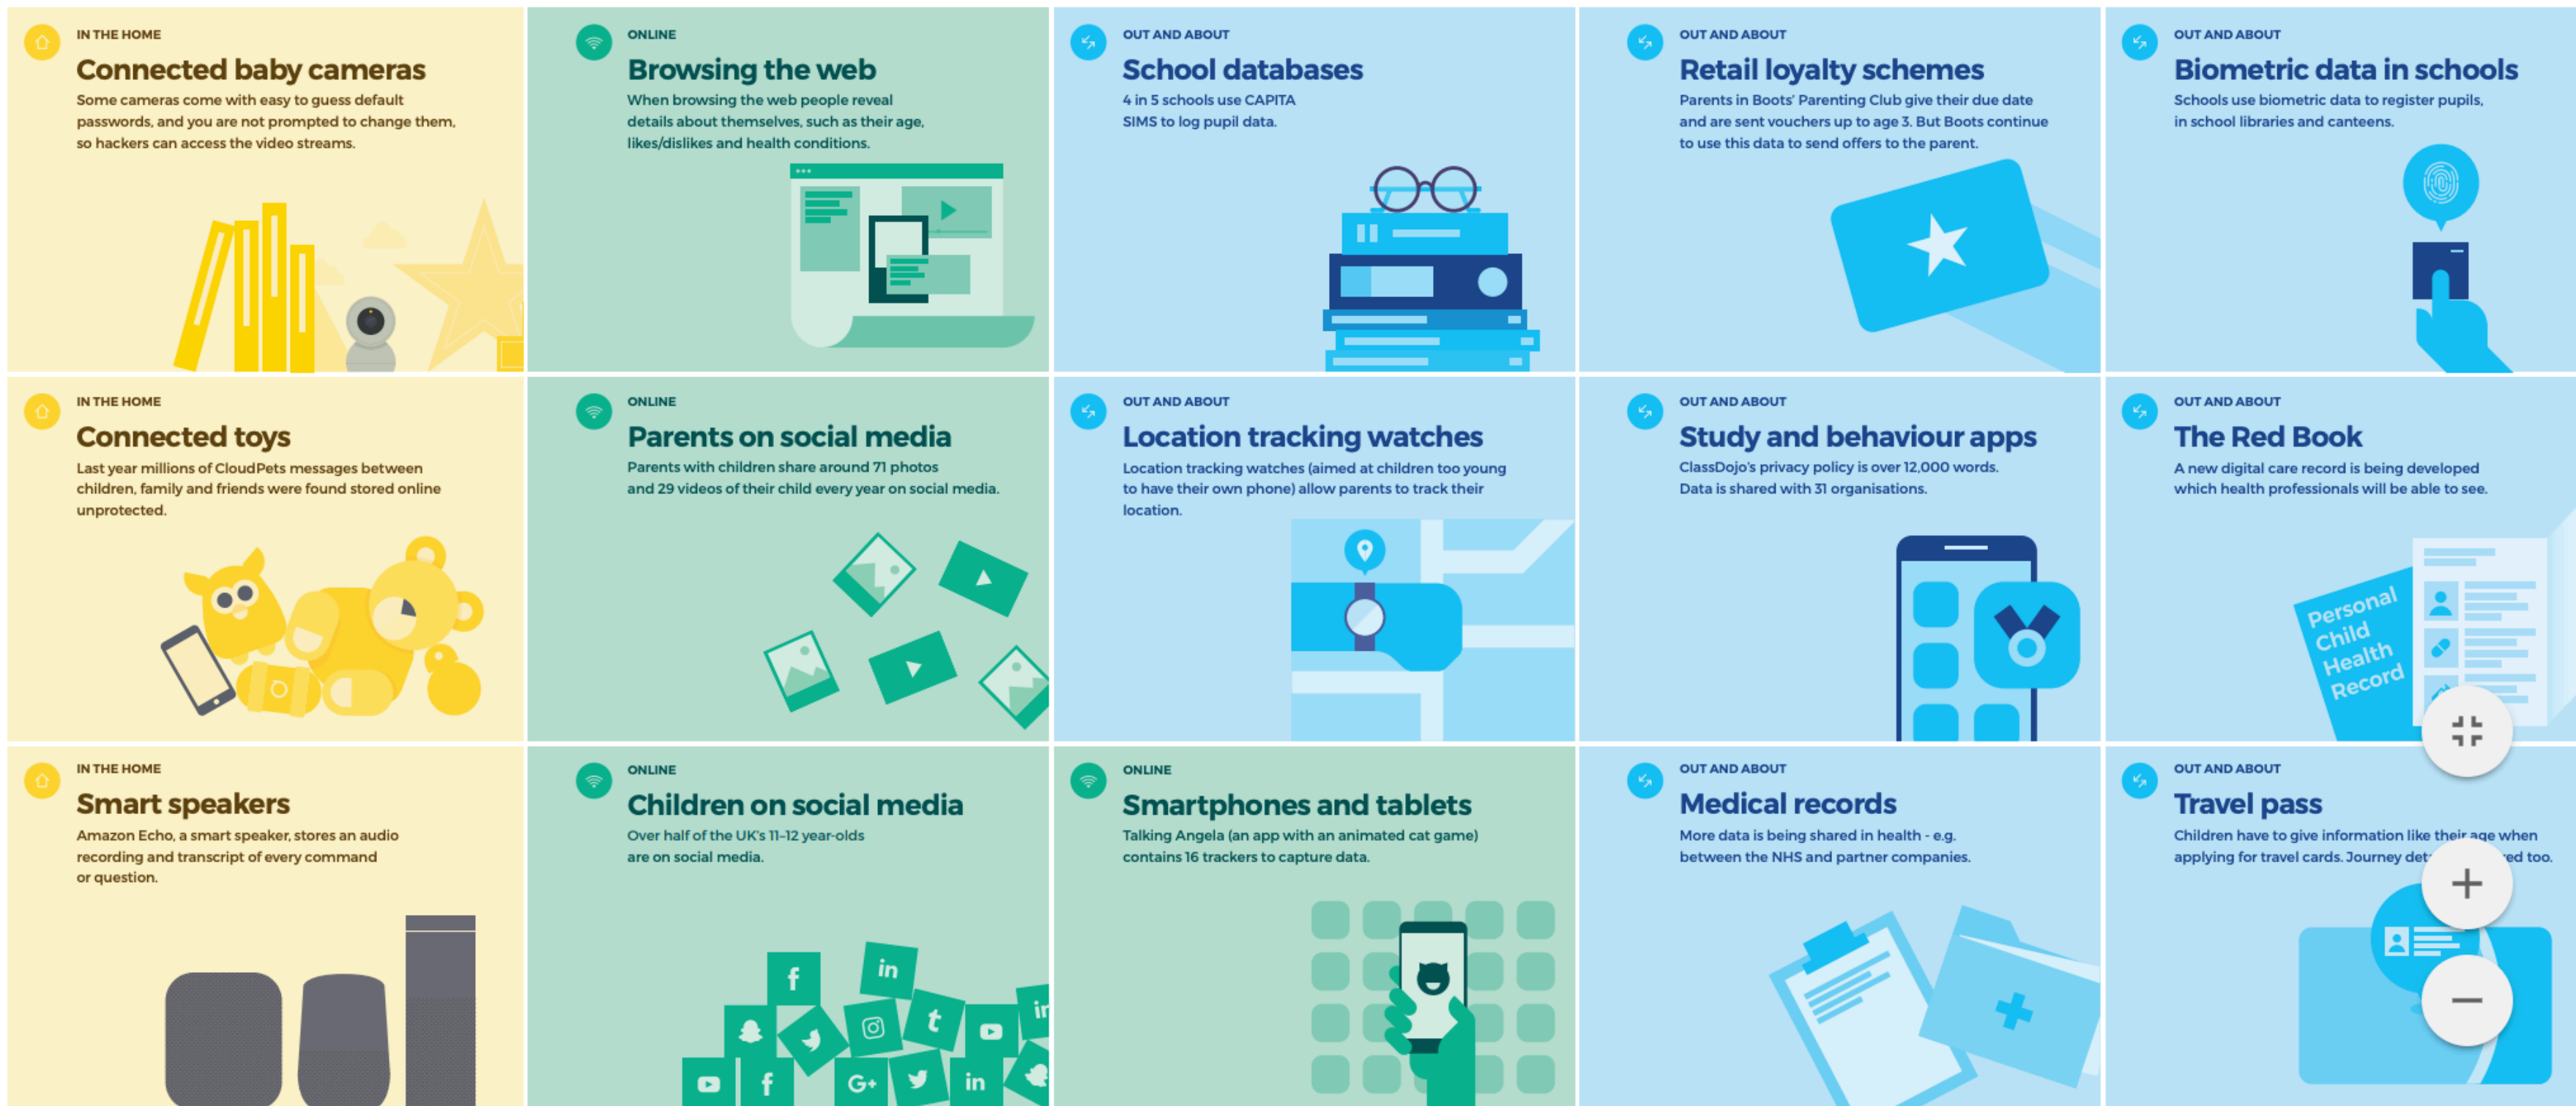 IN THE HOME
Connected baby cameras
Some cameras come with easy to guess default
passwords, and you are not prompted to change them,
so hackers can access the video streams.
ONLINE
Browsing the web
When browsing the web people reveal
details about themselves, such as their age,
likes/dislikes and health conditions.
OUT AND ABOUT
School databases
4 in 5 schools use CAPITA
SIMS to log pupil data.
OUT AND ABOUT
Retail loyalty schemes
Parents in Boots' Parenting Club give their due date
and are sent vouchers up to age 3. But Boots continue
to use this data to send offers to the parent.
OUT AND ABOUT
Biometric data in schools
Schools use biometric data to register pupils,
in school libraries and canteens.
IN THE HOME
Connected toys
Last year millions of CloudPets messages between
children, family and friends were found stored online
unprotected.
ONLINE
Parents on social media
Parents with children share around 71 photos
and 29 videos of their child every year on social media.
OUT AND ABOUT
Location tracking watches
Location tracking watches (aimed at children too young
to have their own phone) allow parents to track their
location.
OUT AND ABOUT
Study and behaviour apps
ClassDojo's privacy policy is over 12,000 words.
Data is shared with 31 organisations.
OUT AND ABOUT
The Red Book
A new digital care record is being developed
which health professionals will be able to see.
Personal
Child
Health
Record
IN THE HOME
Smart speakers
Amazon Echo, a smart speaker, stores an audio
recording and transcript of every command
or question.
ONLINE
Children on social media
Over half of the UK's 11–12 year-olds
are on social media.
f
in
t
in
f
G+
in
ONLINE
Smartphones and tablets
Talking Angela (an app with an animated cat game)
contains 16 trackers to capture data.
OUT AND ABOUT
Medical records
More data is being shared in health - e.g.
between the NHS and partner companies.
OUT AND ABOUT
Travel pass
Children have to give information like their age when
applying for travel cards. Journey too.